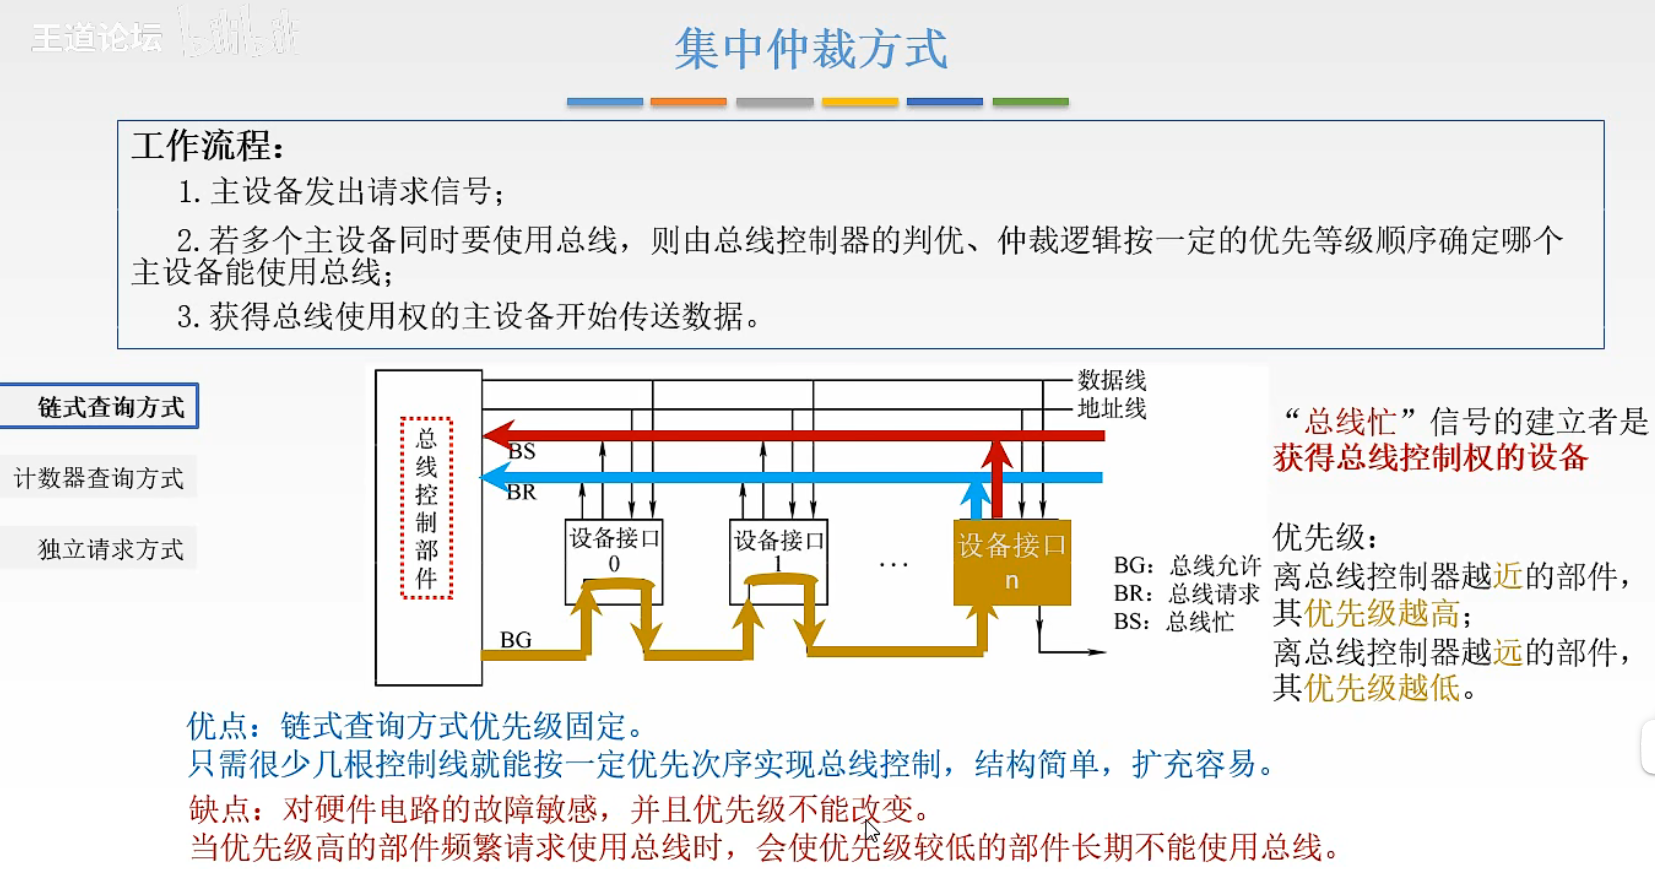 王道论坛 bilibili
集中仲裁方式
工作流程：
1. 主设备发出请求信号；
2. 若多个主设备同时要使用总线，则由总线控制器的判优、仲裁逻辑按一定的优先等级顺序确定哪个
主设备能使用总线；
3. 获得总线使用权的主设备开始传送数据。
链式查询方式
计数器查询方式
独立请求方式
总线控制部件
数据线
地址线
BS
BR
设备接口
0
设备接口
1
…
设备接口
n
BG
BG：总线允许
BR：总线请求
BS：总线忙
“总线忙”信号的建立者是
获得总线控制权的设备
优先级：
离总线控制器越近的部件，
其优先级越高；
离总线控制器越远的部件，
其优先级越低。
优点：链式查询方式优先级固定。
只需很少几根控制线就能按一定优先次序实现总线控制，结构简单，扩充容易。
缺点：对硬件电路的故障敏感，并且优先级不能改变。
当优先级高的部件频繁请求使用总线时，会使优先级较低的部件长期不能使用总线。